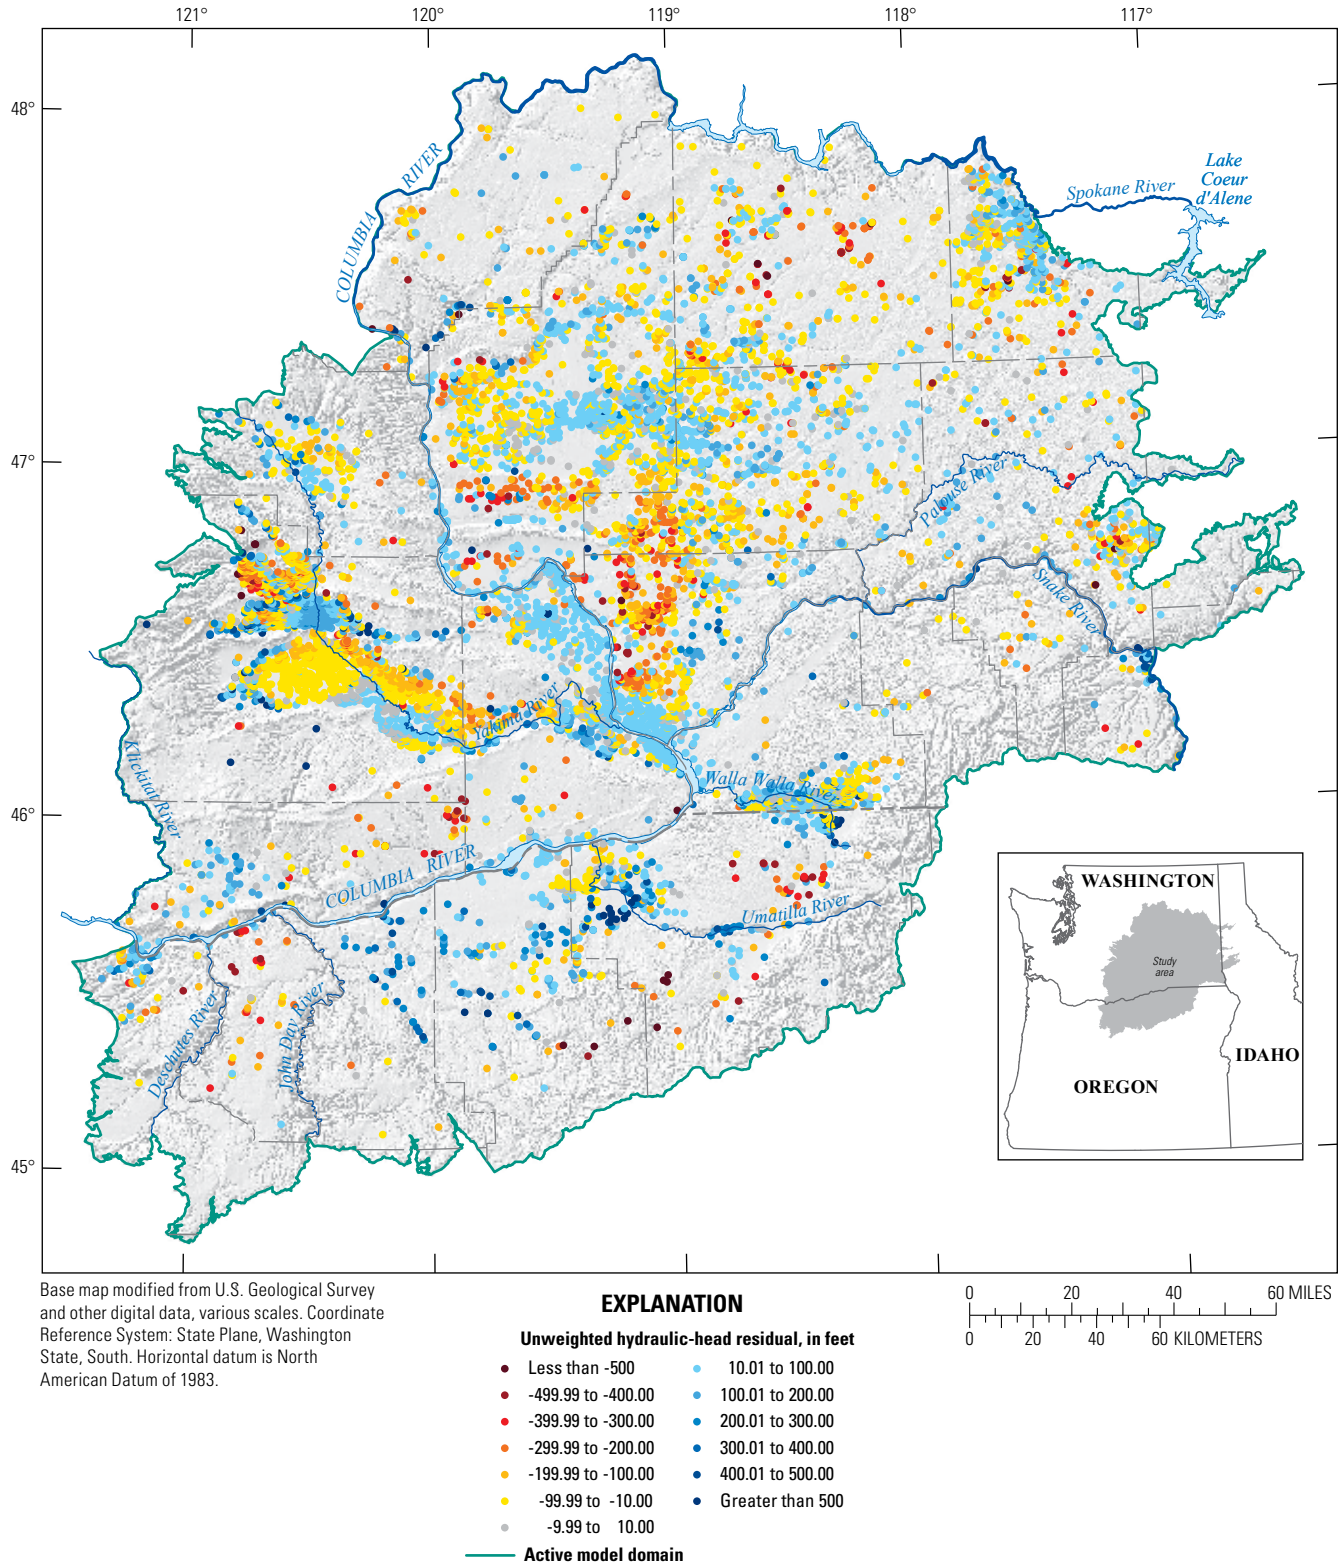 121° 120° 119° 118° 117°
48°
47°
46°
45°
COLUMBIA RIVER
Spokane River
Lake
Coeur
d'Alene
Palouse River
Snake River
Yakima River
Klickitat River
Walla Walla River
COLUMBIA RIVER
Umatilla River
Deschutes River
John Day River
WASHINGTON
Study
area
IDAHO
OREGON
Base map modified from U.S. Geological Survey
and other digital data, various scales. Coordinate
Reference System: State Plane, Washington
State, South. Horizontal datum is North
American Datum of 1983.
0 20 40 60 MILES
0 20 40 60 KILOMETERS
EXPLANATION
Unweighted hydraulic-head residual, in feet
Less than -500
-499.99 to -400.00
-399.99 to -300.00
-299.99 to -200.00
-199.99 to -100.00
-99.99 to -10.00
-9.99 to 10.00
10.01 to 100.00
100.01 to 200.00
200.01 to 300.00
300.01 to 400.00
400.01 to 500.00
Greater than 500
Active model domain